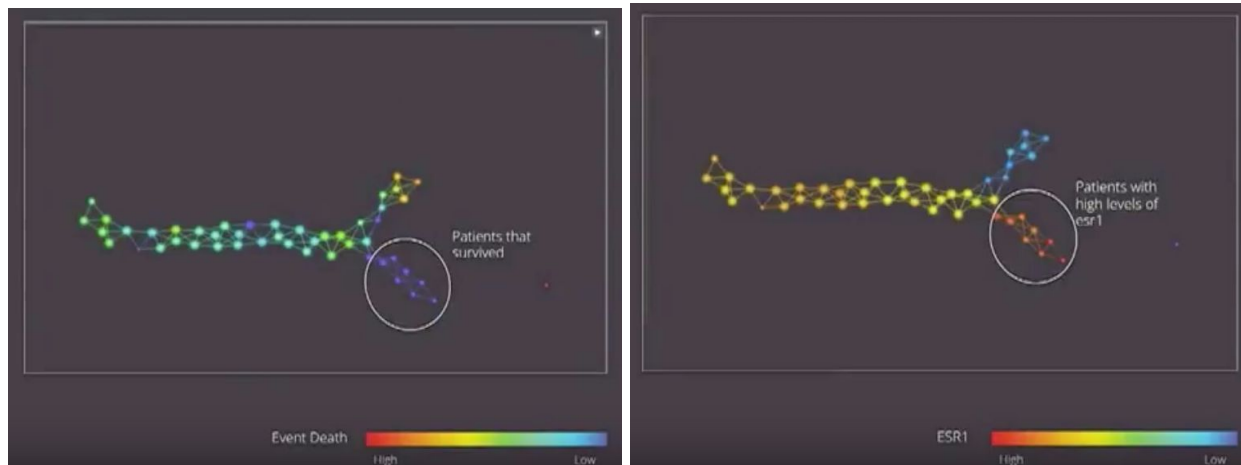 Patients that
survived
Event Death
High
Low
Patients with
high levels of
esr1
ESR1
High
Low